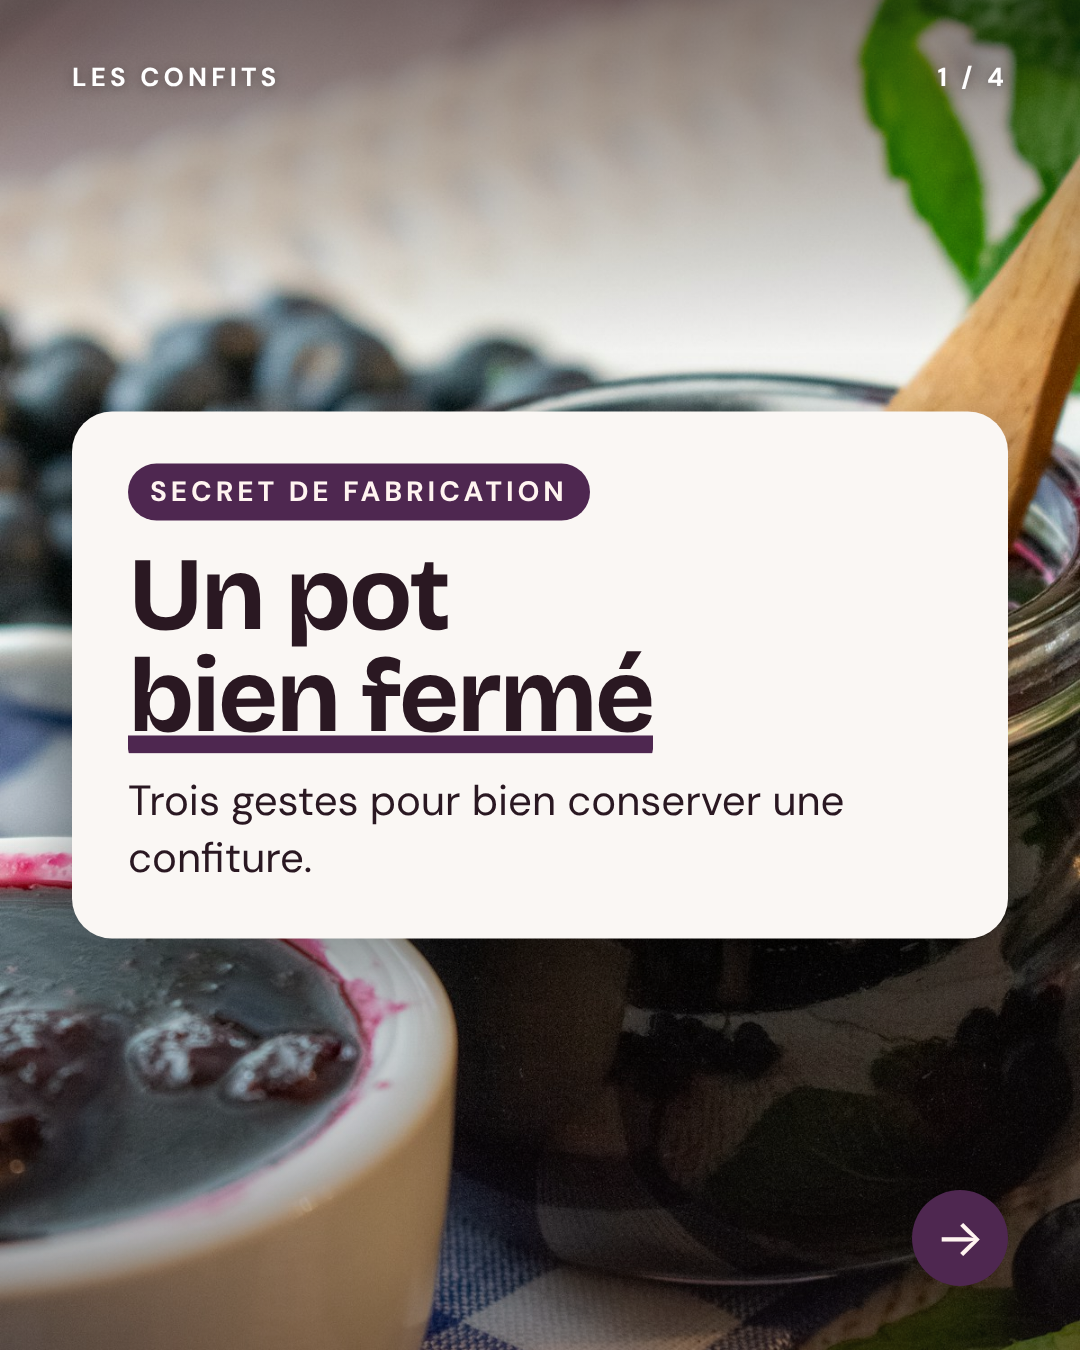 LES CONFITS
1 / 4
SECRET DE FABRICATION
Un pot
bien fermé
Trois gestes pour bien conserver une
confiture.